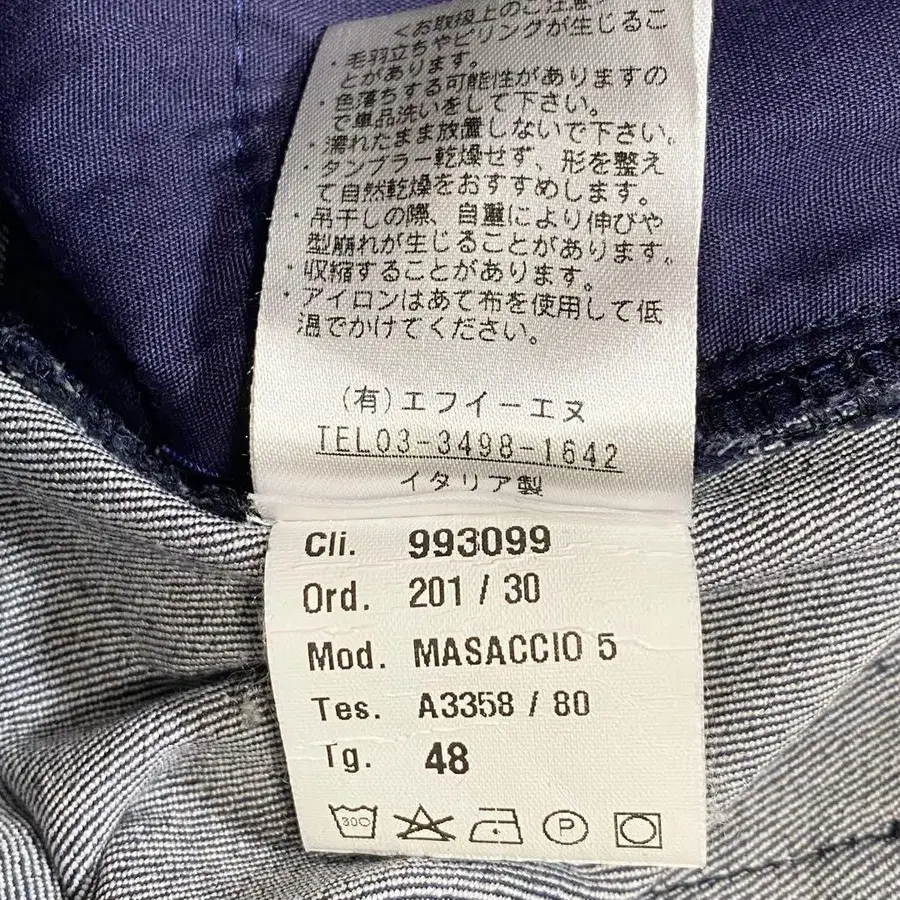 <お取扱上のご注意>
・毛羽立ちやピリングが生じるこ
とがあります。
・色落ちする可能性がありますの
で単品洗いをして下さい。
・濡れたまま放置しないで下さい。
・タンブラー乾燥せず、形を整え
て自然乾燥をおすすめします。
・吊干しの際、自重により伸びや
型崩れが生じることがあります。
・収縮することがあります。
・アイロンはあて布を使用して低
温でかけてください。
(有)エフイーエヌ
TEL03-3498-1642
イタリア製
Cli. 993099
Ord. 201 / 30
Mod. MASACCIO 5
Tes. A3358 / 80
Tg. 48
30 P